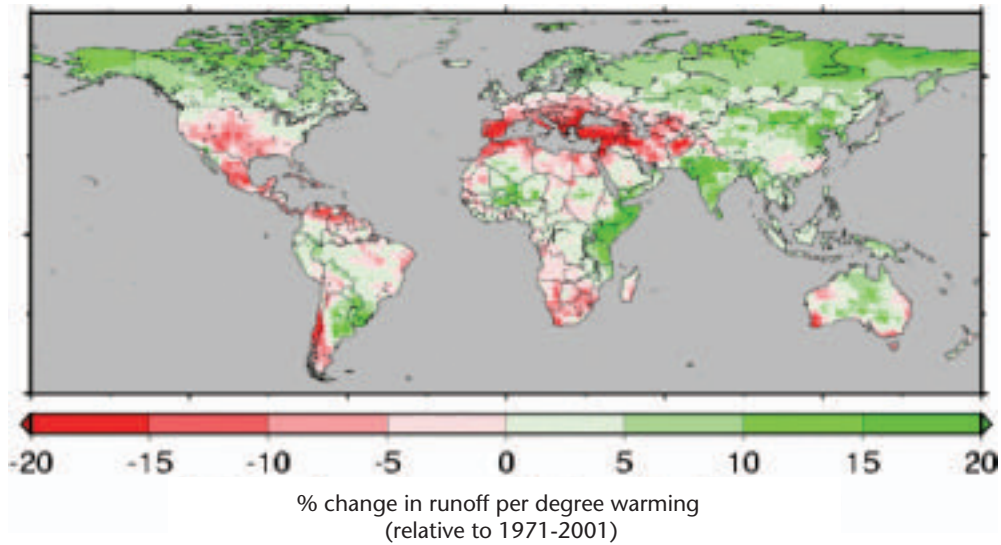 -20 -15 -10 -5 0 5 10 15 20
% change in runoff per degree warming
(relative to 1971-2001)